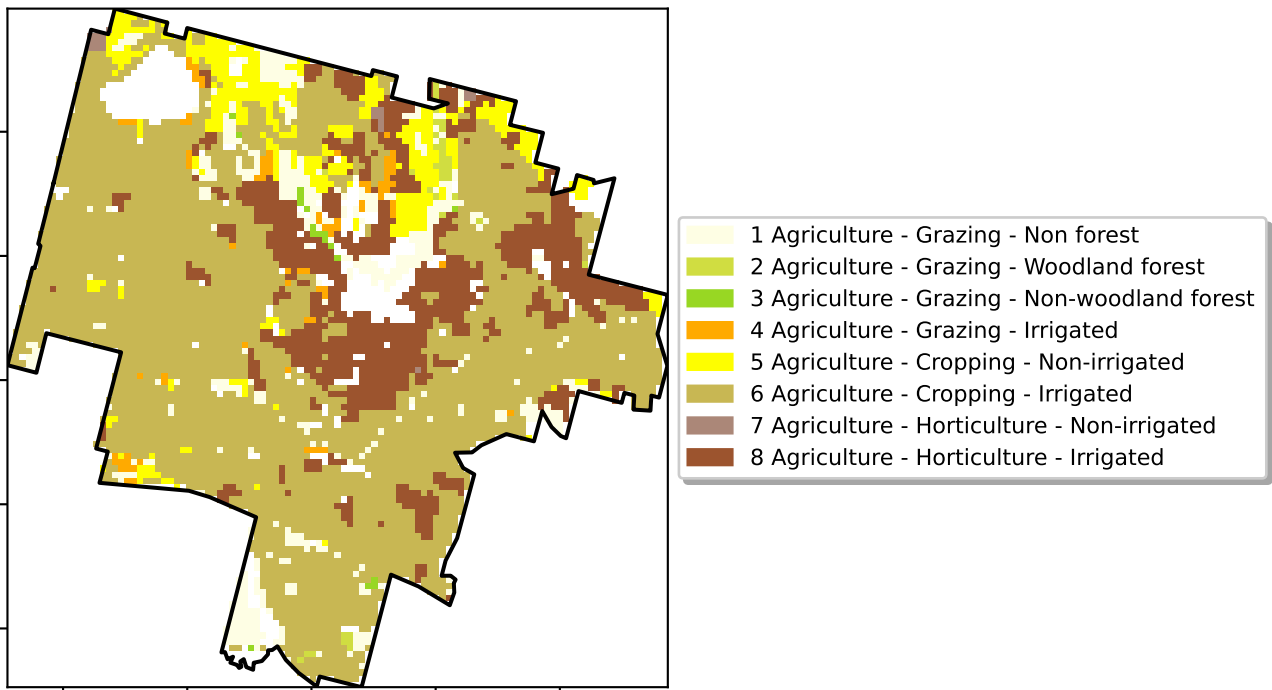 1 Agriculture - Grazing - Non forest
2 Agriculture - Grazing - Woodland forest
3 Agriculture - Grazing - Non-woodland forest
4 Agriculture - Grazing - Irrigated
5 Agriculture - Cropping - Non-irrigated
6 Agriculture - Cropping - Irrigated
7 Agriculture - Horticulture - Non-irrigated
8 Agriculture - Horticulture - Irrigated